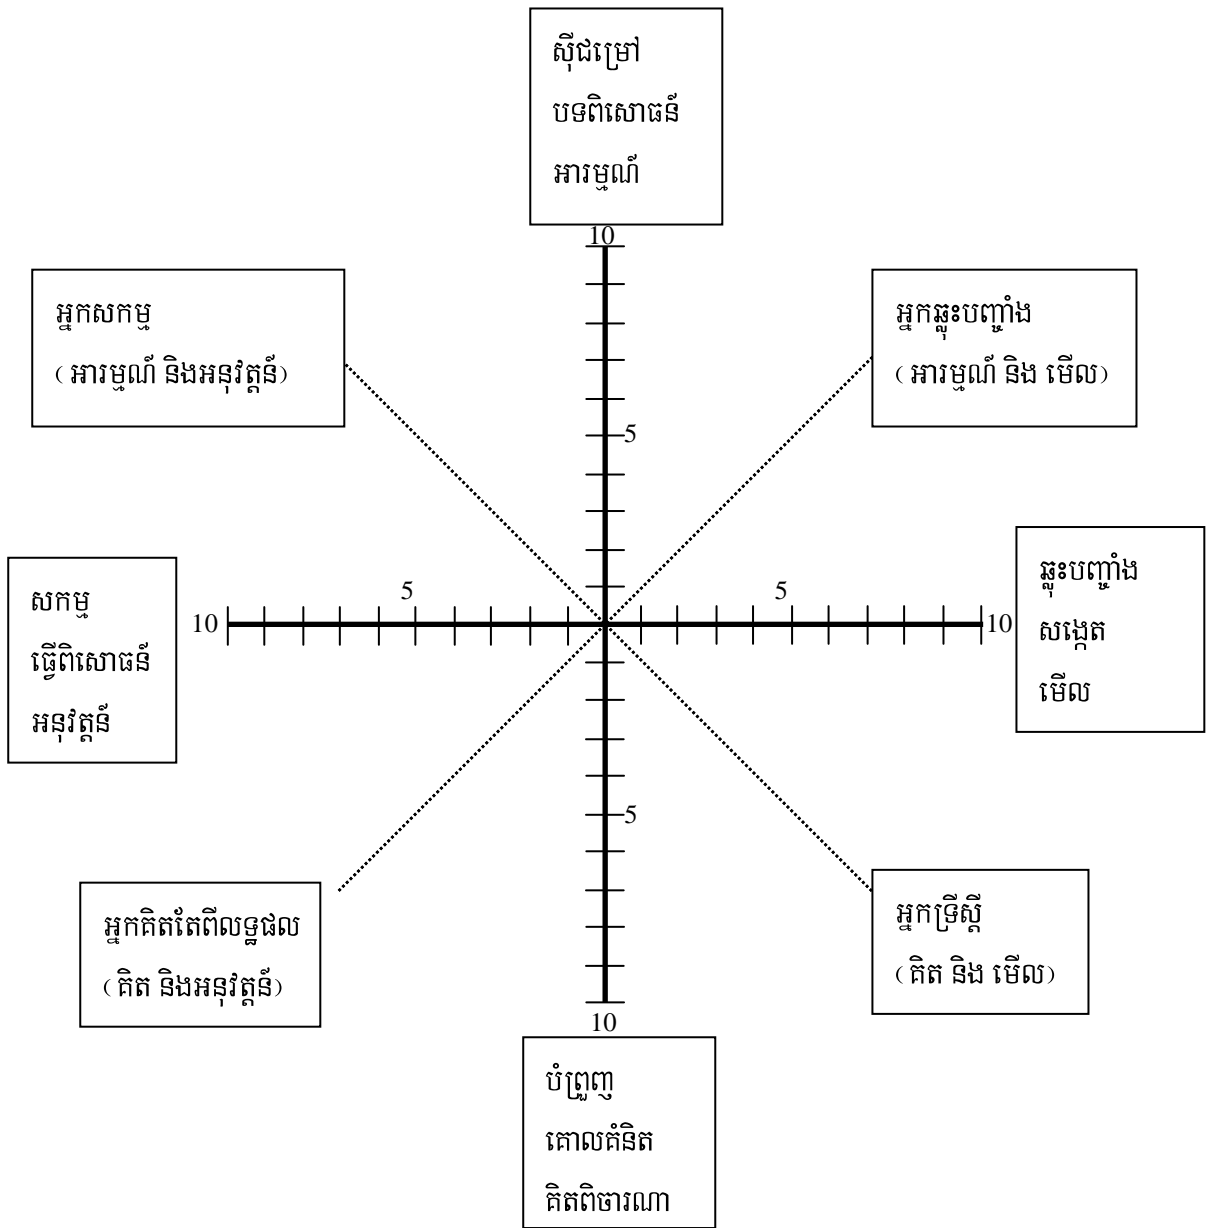 ស៊ីជម្រៅ
បទពិសោធន៍
អារម្មណ៍
10
អ្នកសកម្ម
( អារម្មណ៍ និងអនុវត្តន៍)
អ្នកឆ្លុះបញ្ចាំង
( អារម្មណ៍ និង មើល)
5
សកម្ម
ធ្វើពិសោធន៍
អនុវត្តន៍
10
5
5
10
ឆ្លុះបញ្ចាំង
សង្កេត
មើល
5
អ្នកគិតតែពីលទ្ឋផល
( គិត និងអនុវត្តន៍)
អ្នកទ្រឹស្តី
( គិត និង មើល)
10
បំព្រួញ
គោលគំនិត
គិតពិចារណា